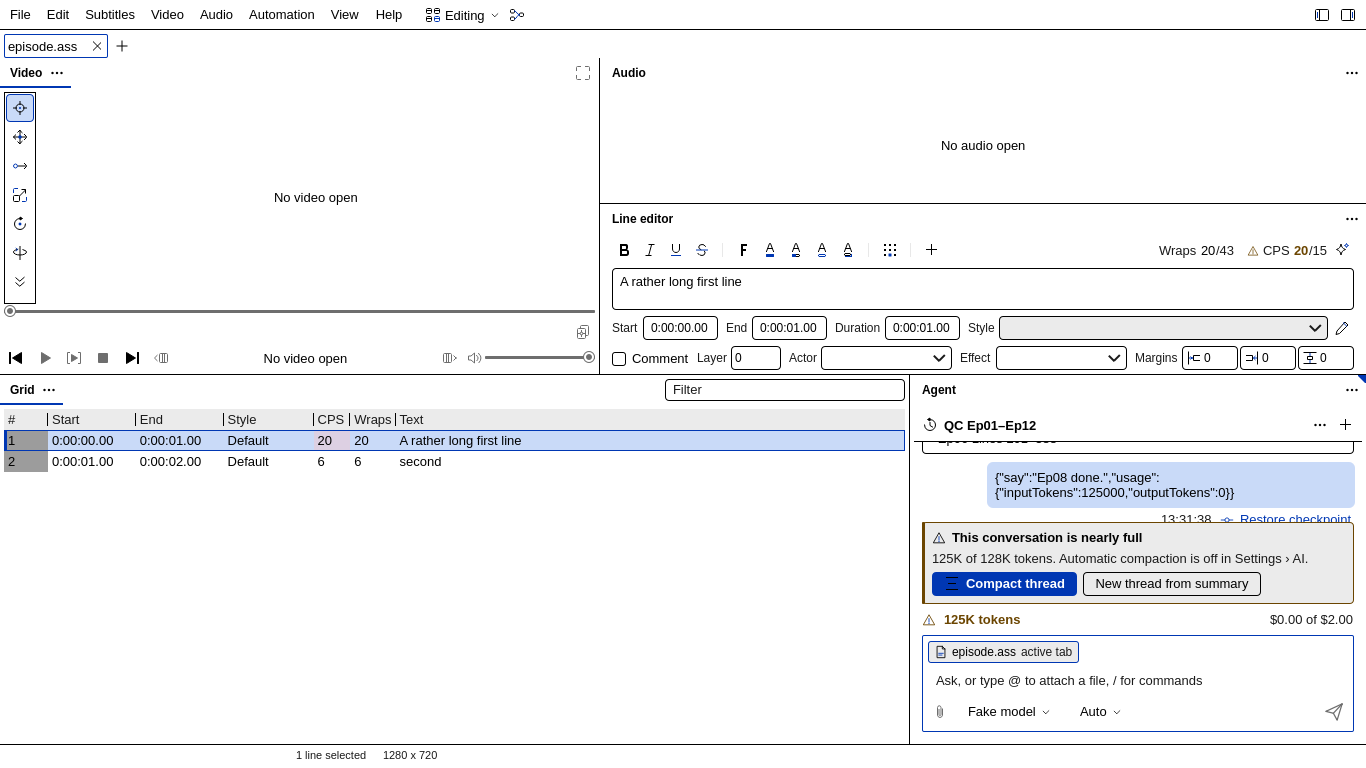 File Edit Subtitles Video Audio Automation View Help Editing
episode.ass
Video
No video open
No video open
Audio
No audio open
Line editor
B I U S F A A A A Wraps 20/43 CPS 20/15
A rather long first line
Start 0:00:00.00 End 0:00:01.00 Duration 0:00:01.00 Style
Comment Layer 0 Actor Effect Margins 0 0 0
Grid Filter
# Start End Style CPS Wraps Text
1 0:00:00.00 0:00:01.00 Default 20 20 A rather long first line
2 0:00:01.00 0:00:02.00 Default 6 6 second
Agent
QC Ep01–Ep12
{"say":"Ep08 done.","usage":
{"inputTokens":125000,"outputTokens":0}}
13:31:38 Restore checkpoint
This conversation is nearly full
125K of 128K tokens. Automatic compaction is off in Settings › AI.
Compact thread New thread from summary
125K tokens $0.00 of $2.00
episode.ass active tab
Ask, or type @ to attach a file, / for commands
Fake model Auto
1 line selected 1280 x 720